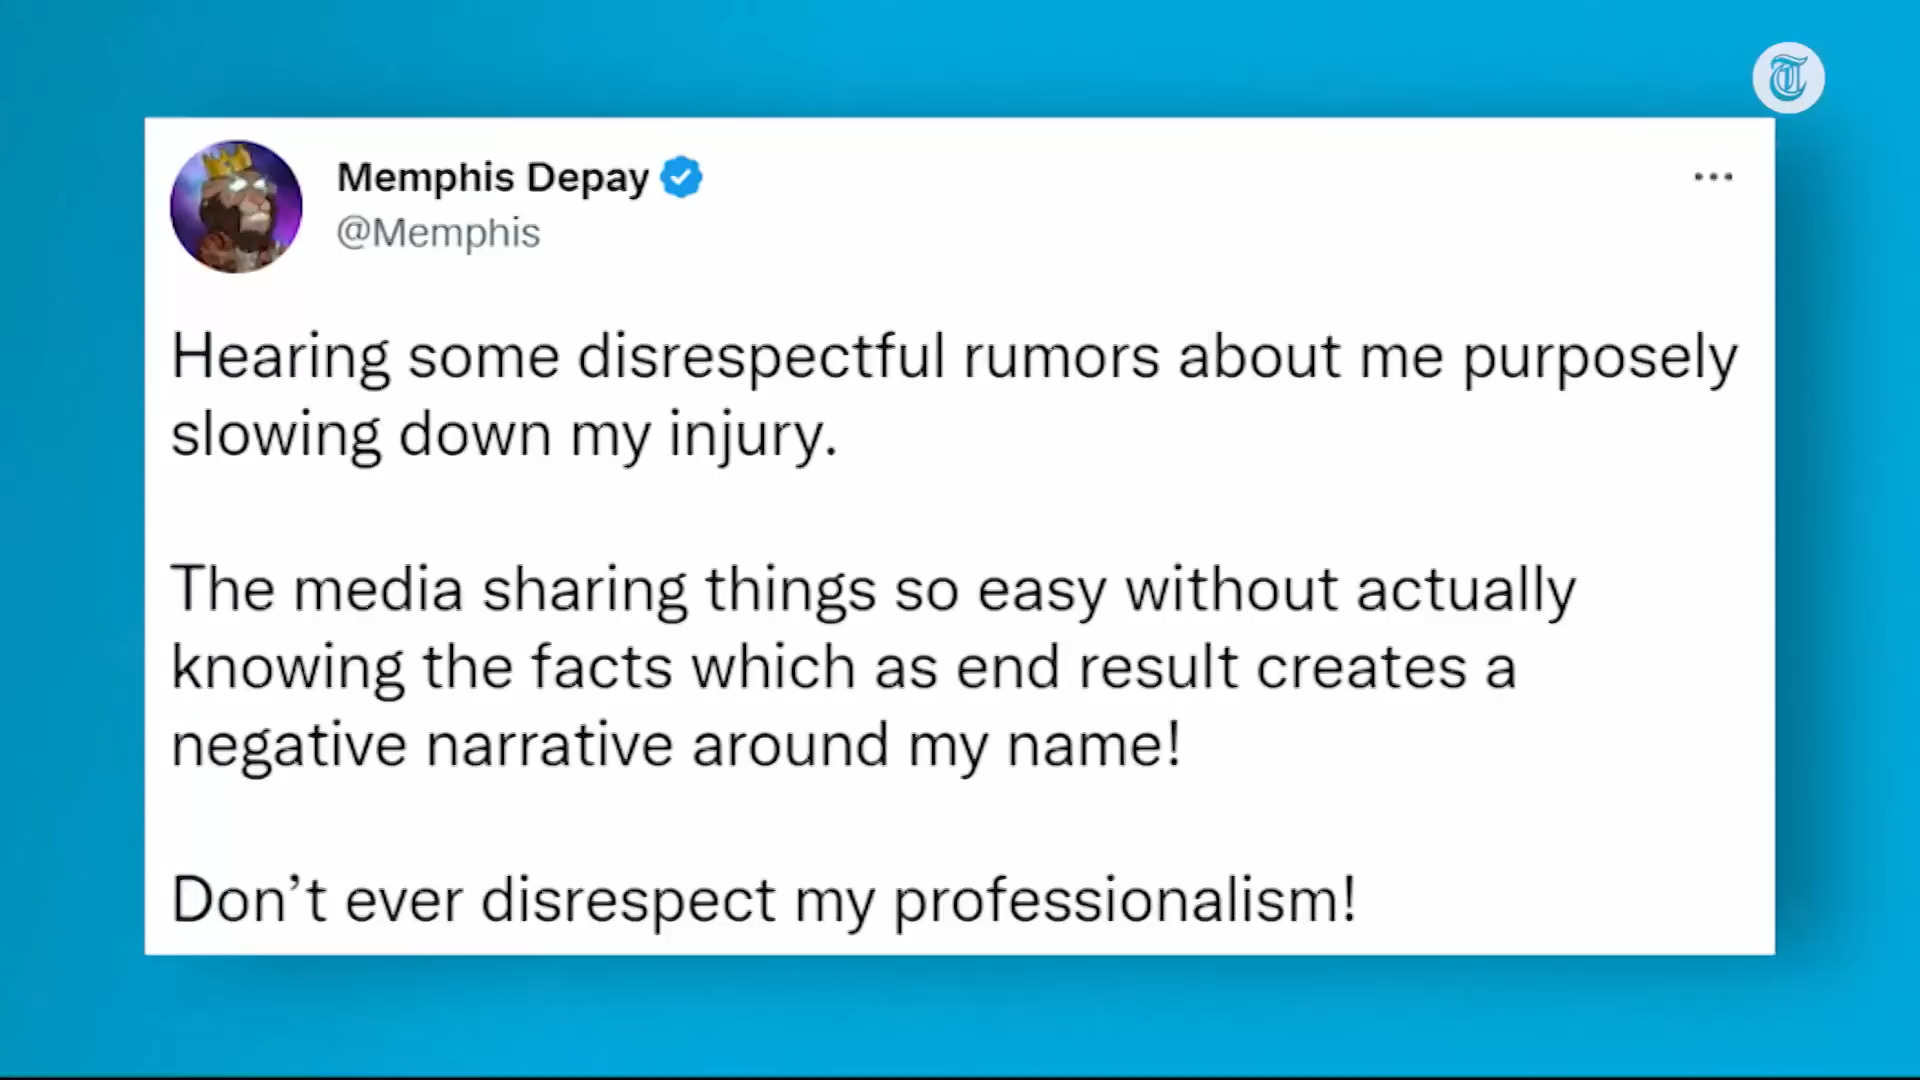 T
Memphis Depay
@Memphis
Hearing some disrespectful rumors about me purposely
slowing down my injury.
The media sharing things so easy without actually
knowing the facts which as end result creates a
negative narrative around my name!
Don’t ever disrespect my professionalism!